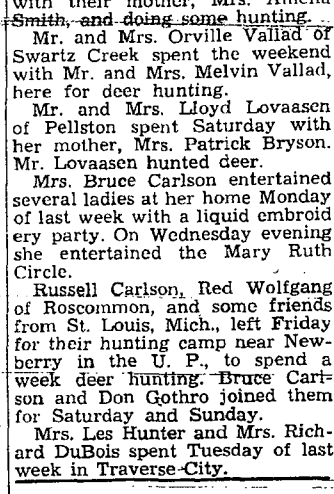 with their mother, Mrs. Amelia
Smith, and doing some hunting.
Mr. and Mrs. Orville Vallad of
Swartz Creek spent the weekend
with Mr. and Mrs. Melvin Vallad,
here for deer hunting.
Mr. and Mrs. Lloyd Lovaasen
of Pellston spent Saturday with
her mother, Mrs. Patrick Bryson.
Mr. Lovaasen hunted deer.
Mrs. Bruce Carlson entertained
several ladies at her home Monday
of last week with a liquid embroid
ery party. On Wednesday evening
she entertained the Mary Ruth
Circle.
Russell Carlson, Red Wolfgang
of Roscommon, and some friends
from St. Louis, Mich., left Friday
for their hunting camp near New-
berry in the U. P., to spend a
week deer hunting. Bruce Carl-
son and Don Gothro joined them
for Saturday and Sunday.
Mrs. Les Hunter and Mrs. Rich-
ard DuBois spent Tuesday of last
week in Traverse City.